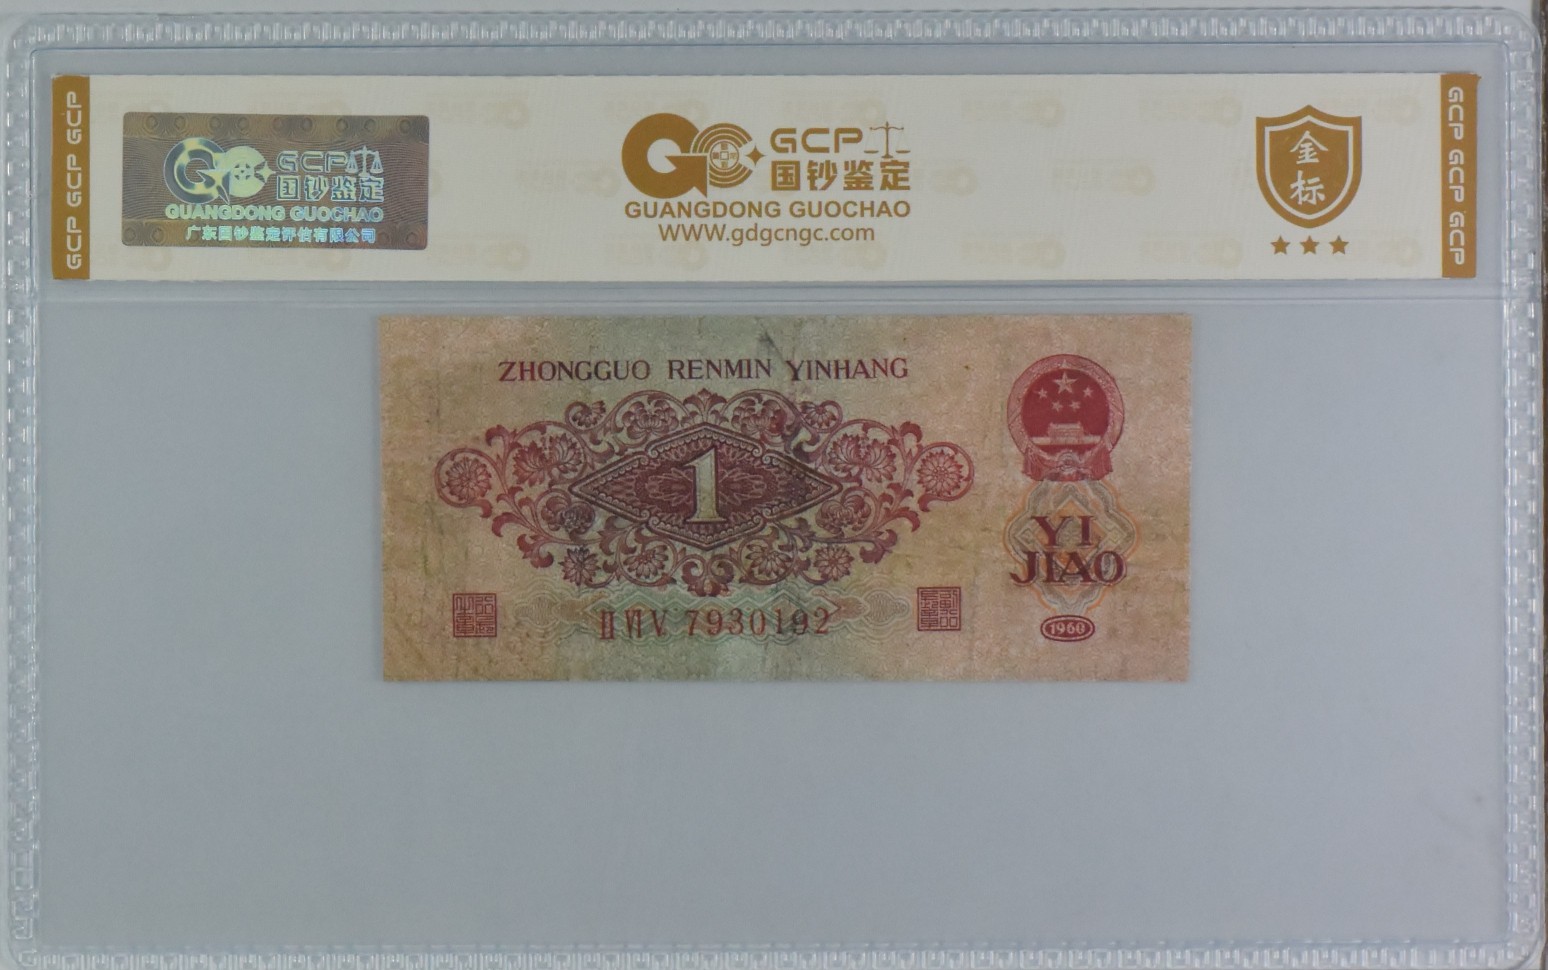 GCP GCP GCP
GCP
国钞鉴定
GUANGDONG GUOCHAO
广东国钞鉴定评估有限公司
GCP
国钞鉴定
GUANGDONG GUOCHAO
WWW.gdgcngc.com
金
标
GCP GCP GCP
ZHONGGUO RENMIN YINHANG
1
YI
JIAO
II VI V 7930192
1960